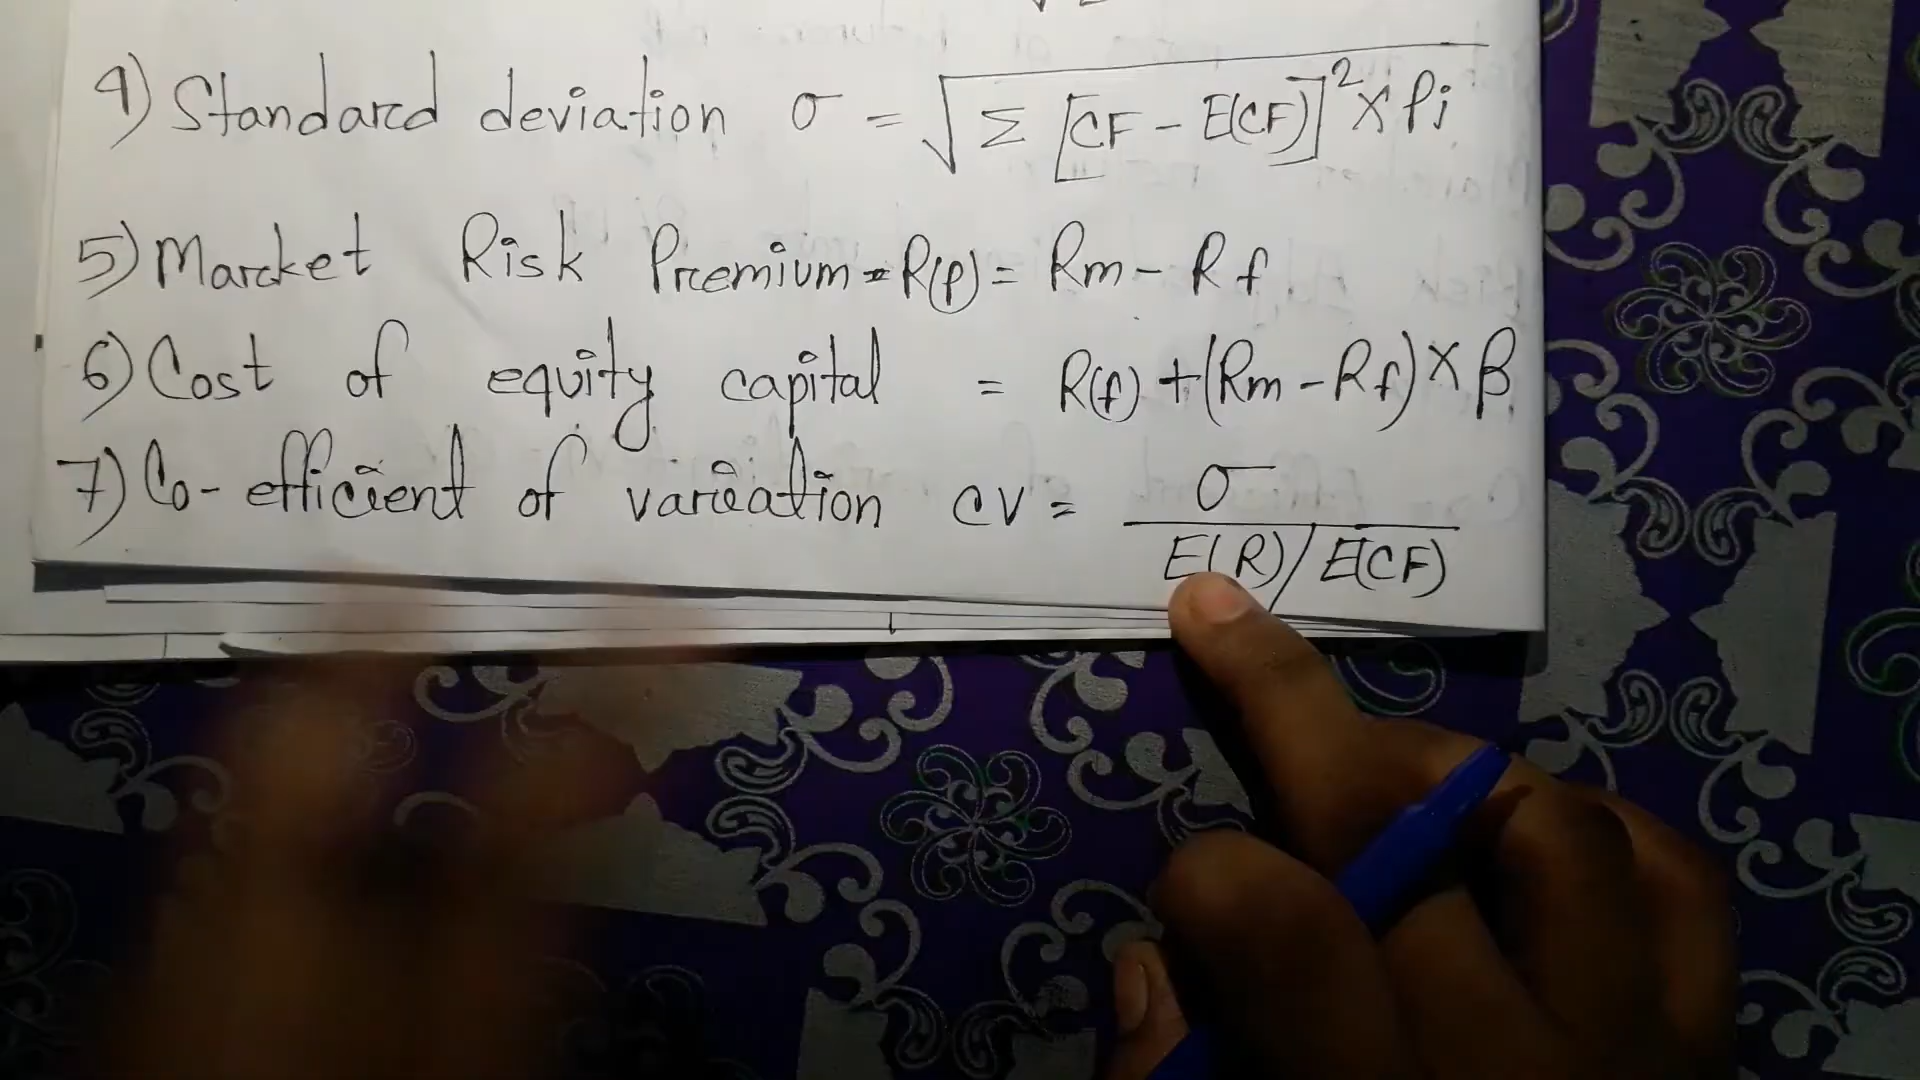 4) Standard deviation σ = √Σ [CF - E(CF)]² × Pi
5) Market Risk Premium = R(p) = Rm - Rf
6) Cost of equity capital = R(f) + (Rm - Rf) × β
7) Co-efficient of variation CV = σ
E(R) / E(CF)